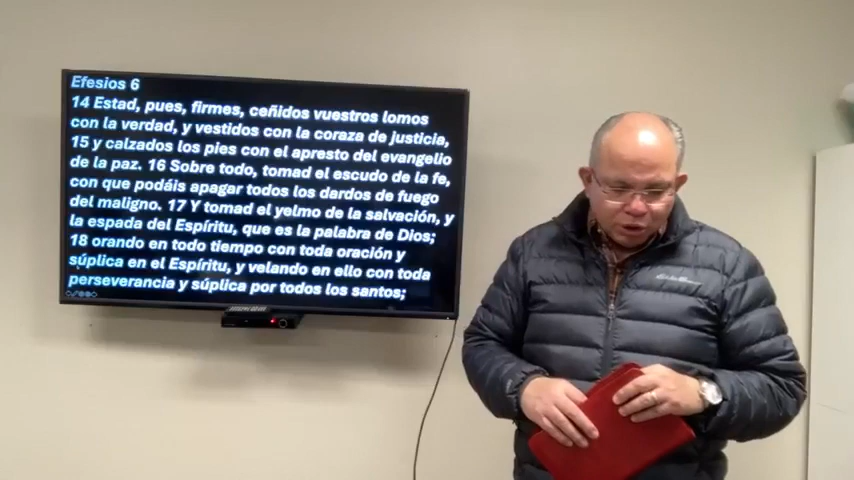 Efesios 6
14 Estad, pues, firmes, ceñidos vuestros lomos
con la verdad, y vestidos con la coraza de justicia,
15 y calzados los pies con el apresto del evangelio
de la paz. 16 Sobre todo, tomad el escudo de la fe,
con que podáis apagar todos los dardos de fuego
del maligno. 17 Y tomad el yelmo de la salvación, y
la espada del Espíritu, que es la palabra de Dios;
18 orando en todo tiempo con toda oración y
súplica en el Espíritu, y velando en ello con toda
perseverancia y súplica por todos los santos;
Eddie Bauer